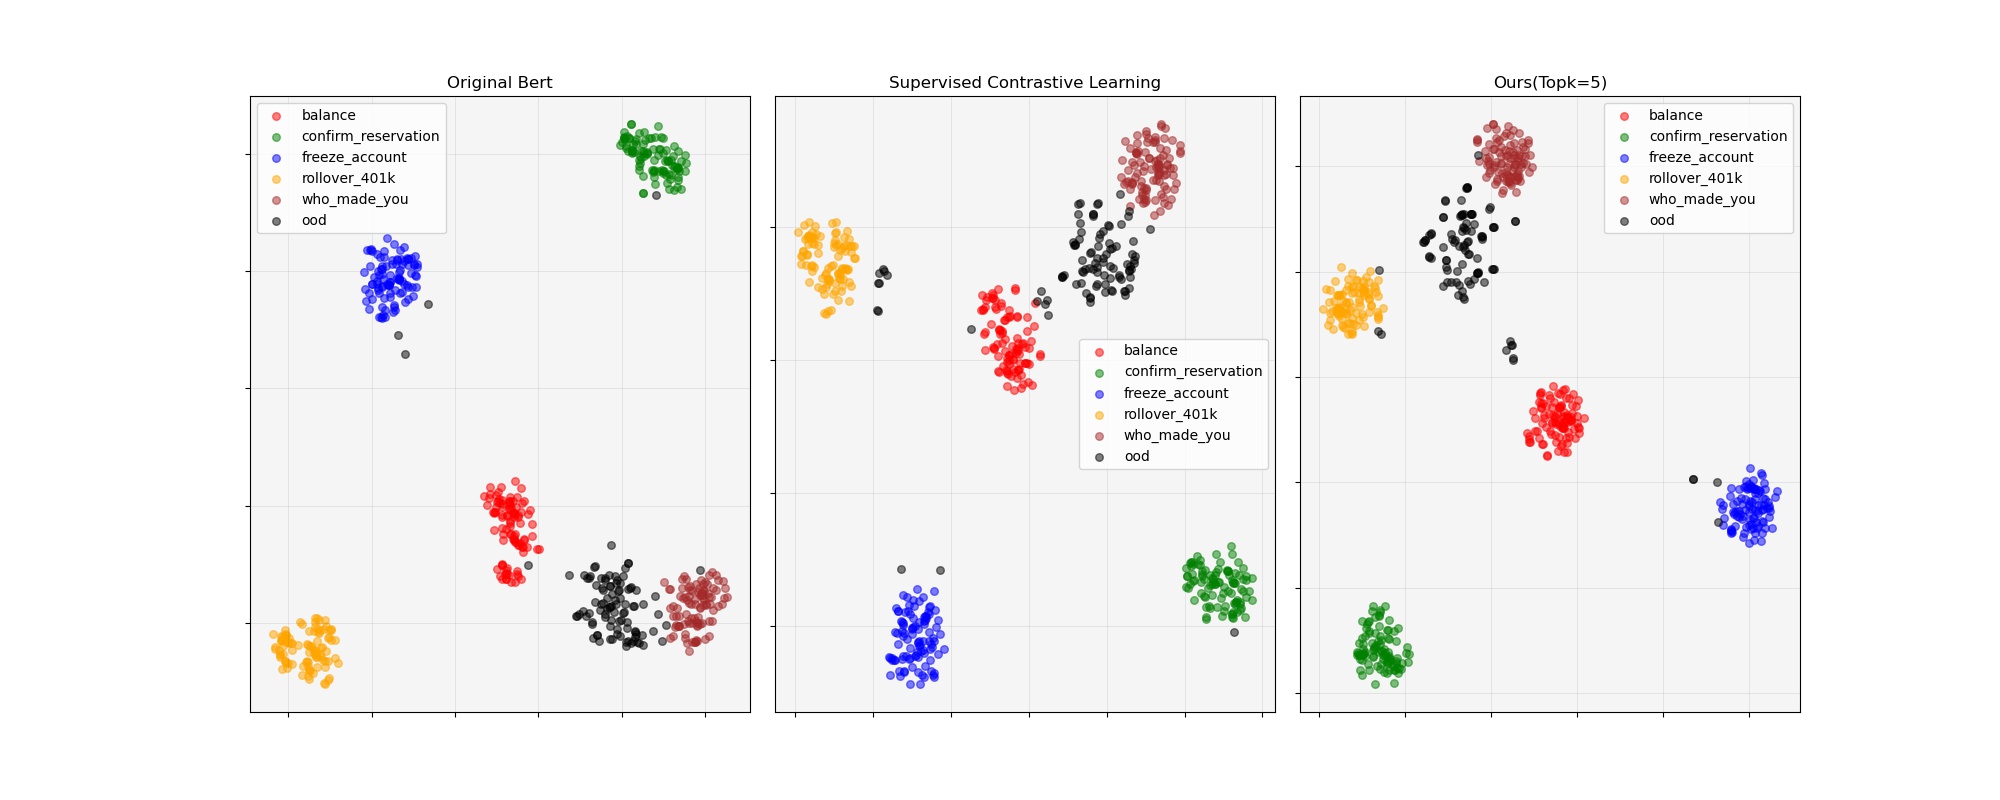 Original Bert
balance
confirm_reservation
freeze_account
rollover_401k
who_made_you
ood
Supervised Contrastive Learning
balance
confirm_reservation
freeze_account
rollover_401k
who_made_you
ood
Ours(Topk=5)
balance
confirm_reservation
freeze_account
rollover_401k
who_made_you
ood